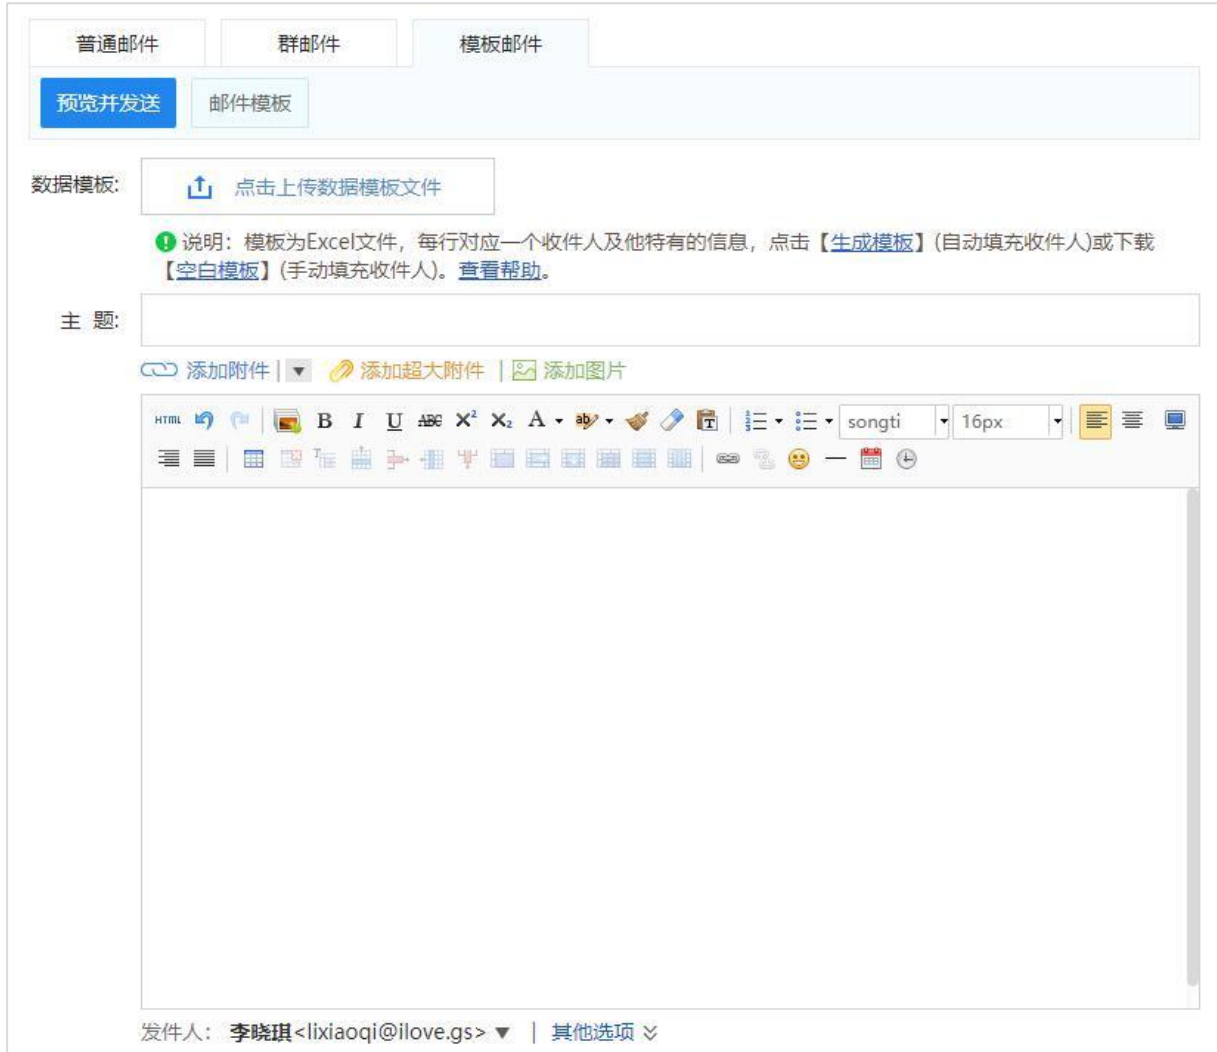 普通邮件 群邮件 模板邮件
预览并发送 邮件模板
数据模板: 点击上传数据模板文件
说明：模板为Excel文件，每行对应一个收件人及他特有的信息，点击【生成模板】(自动填充收件人)或下载
【空白模板】(手动填充收件人)。查看帮助。
主 题:
添加附件 | ▼ 添加超大附件 | 添加图片
HTML B I U ABC X² X₂ A ab songti 16px
发件人： 李晓琪<lixiaoqi@ilove.gs> ▼ | 其他选项